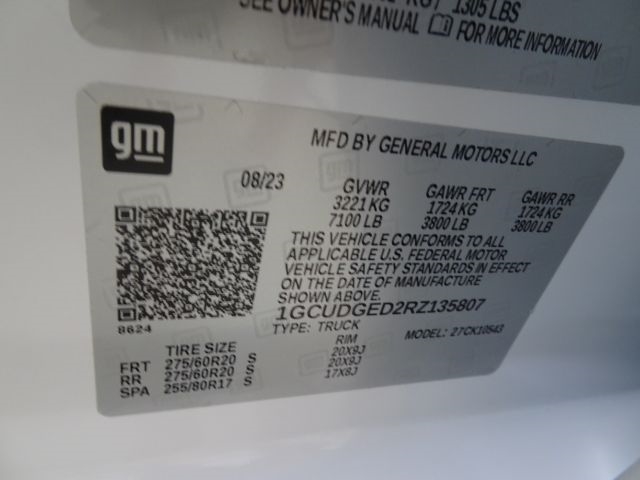 1305 LBS
SEE OWNER'S MANUAL FOR MORE INFORMATION
gm
MFD BY GENERAL MOTORS LLC
08/23
GVWR GAWR FRT GAWR RR
3221 KG 1724 KG 1724 KG
7100 LB 3800 LB 3800 LB
THIS VEHICLE CONFORMS TO ALL
APPLICABLE U.S. FEDERAL MOTOR
VEHICLE SAFETY STANDARDS IN EFFECT
ON THE DATE OF MANUFACTURE
SHOWN ABOVE.
1GCUDGED2RZ135807
TYPE: TRUCK MODEL: 27CK10543
8624
TIRE SIZE RIM
FRT 275/60R20 S 20X9J
RR 275/60R20 S 20X9J
SPA 255/80R17 S 17X8J